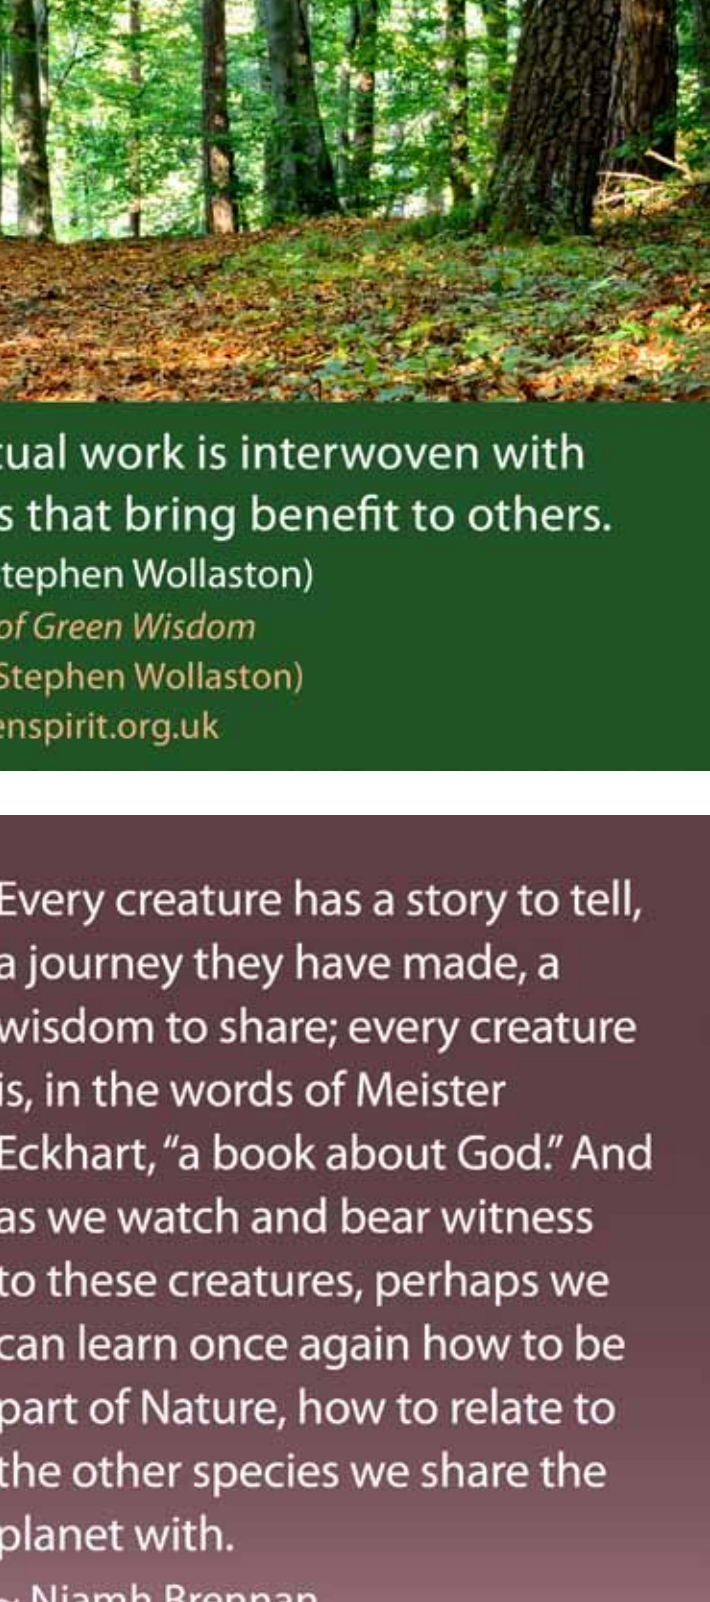 tual work is interwoven with
s that bring benefit to others.
tephen Wollaston)
of Green Wisdom
Stephen Wollaston)
enspirit.org.uk
Every creature has a story to tell,
a journey they have made, a
wisdom to share; every creature
is, in the words of Meister
Eckhart, “a book about God.” And
as we watch and bear witness
to these creatures, perhaps we
can learn once again how to be
part of Nature, how to relate to
the other species we share the
planet with.
~ Niamh Brennan